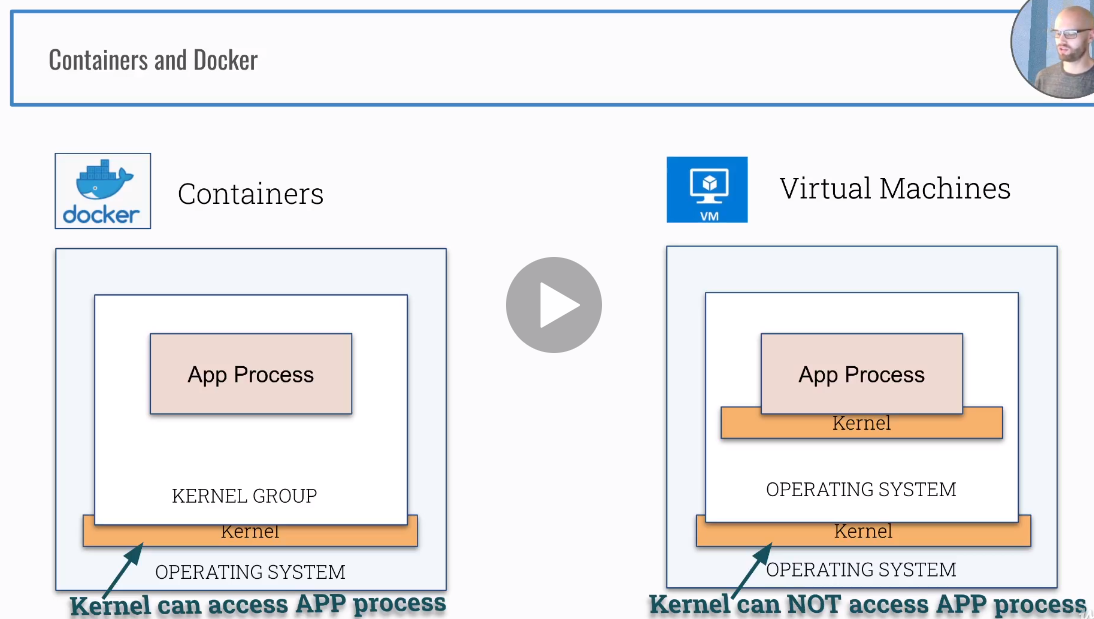 Containers and Docker
docker
Containers
VM
Virtual Machines
App Process
KERNEL GROUP
Kernel
OPERATING SYSTEM
Kernel can access APP process
App Process
Kernel
OPERATING SYSTEM
Kernel
OPERATING SYSTEM
Kernel can NOT access APP process